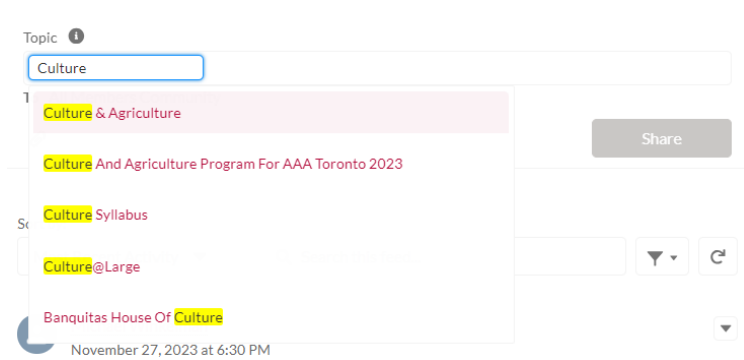 Topic
Culture
T
Culture & Agriculture
Share
Culture And Agriculture Program For AAA Toronto 2023
Culture Syllabus
Culture@Large
Banquitas House Of Culture
November 27, 2023 at 6:30 PM